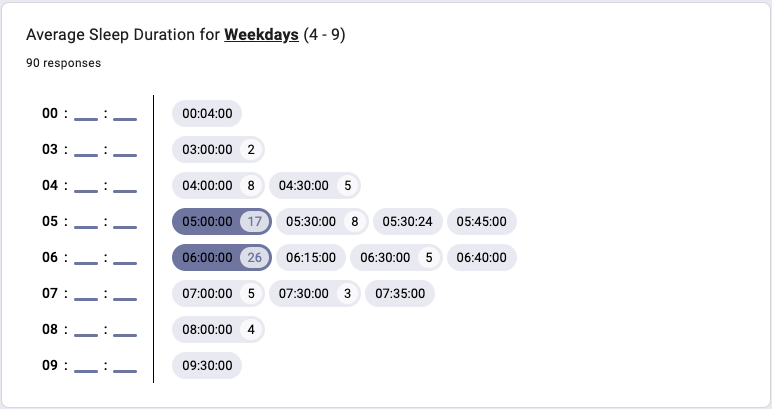 Average Sleep Duration for Weekdays (4 - 9)
90 responses
00 : __ : __ 00:04:00
03 : __ : __ 03:00:00 2
04 : __ : __ 04:00:00 8 04:30:00 5
05 : __ : __ 05:00:00 17 05:30:00 8 05:30:24 05:45:00
06 : __ : __ 06:00:00 26 06:15:00 06:30:00 5 06:40:00
07 : __ : __ 07:00:00 5 07:30:00 3 07:35:00
08 : __ : __ 08:00:00 4
09 : __ : __ 09:30:00